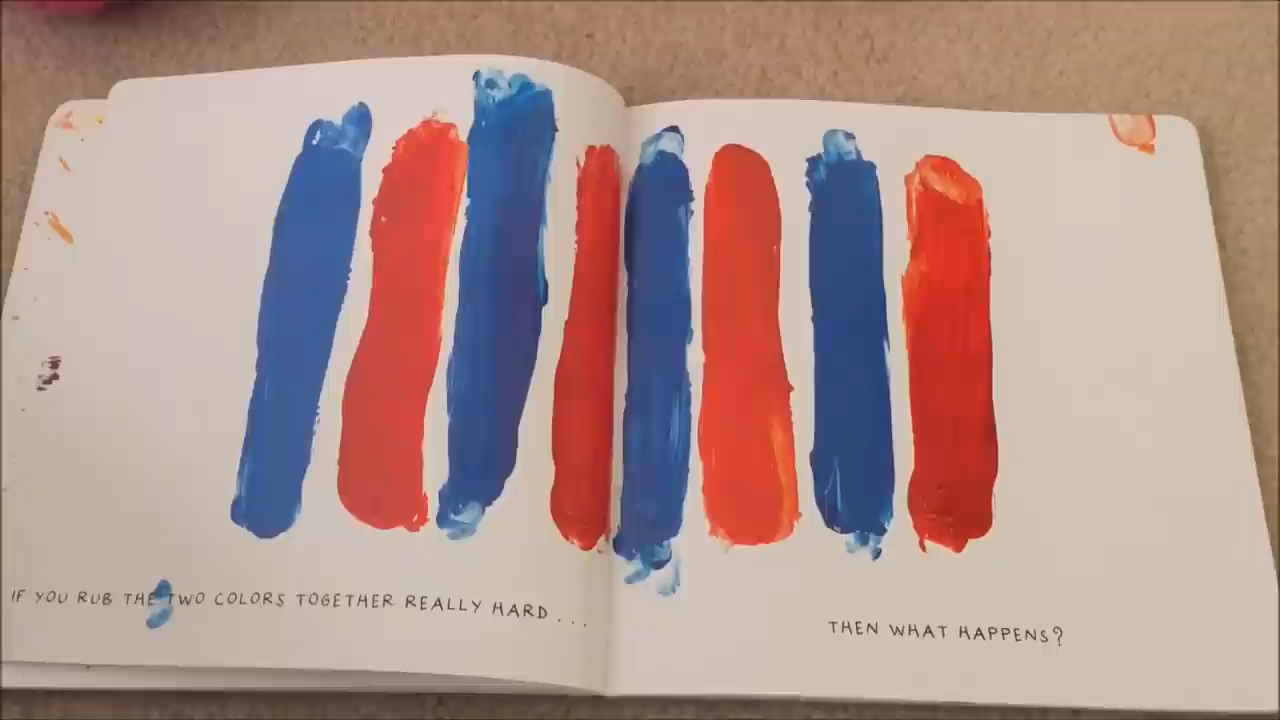 IF YOU RUB THE TWO COLORS TOGETHER REALLY HARD . . .
THEN WHAT HAPPENS?